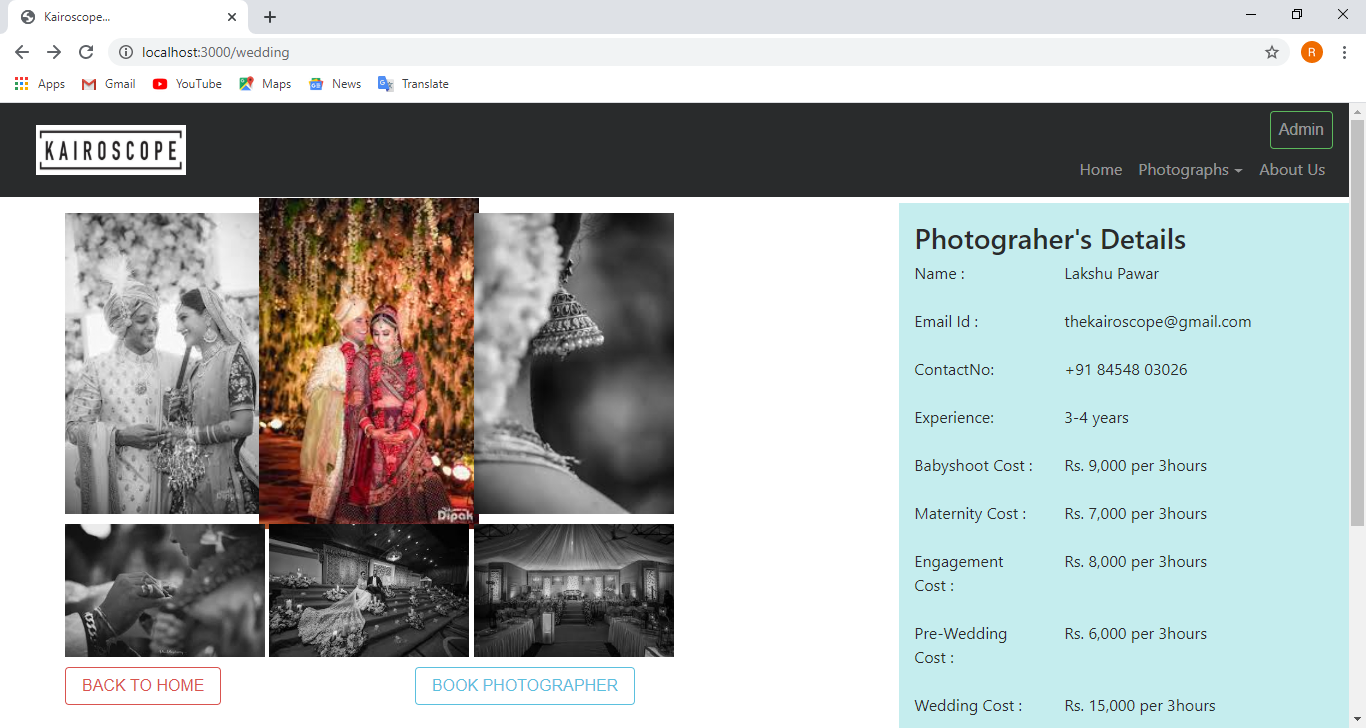 Kairoscope...
localhost:3000/wedding
R
Apps Gmail YouTube Maps News Translate
KAIROSCOPE
Admin
Home Photographs About Us
Photograher's Details
Name : Lakshu Pawar
Email Id : thekairoscope@gmail.com
ContactNo: +91 84548 03026
Experience: 3-4 years
Babyshoot Cost : Rs. 9,000 per 3hours
Maternity Cost : Rs. 7,000 per 3hours
Engagement Rs. 8,000 per 3hours
Cost :
Pre-Wedding Rs. 6,000 per 3hours
Cost :
Wedding Cost : Rs. 15,000 per 3hours
Dipak
BACK TO HOME BOOK PHOTOGRAPHER